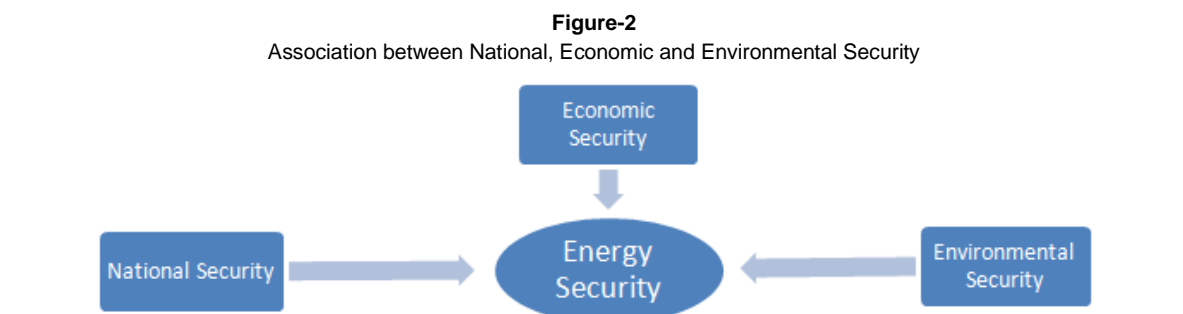 Figure-2
Association between National, Economic and Environmental Security
Economic
Security
National Security
Energy
Security
Environmental
Security